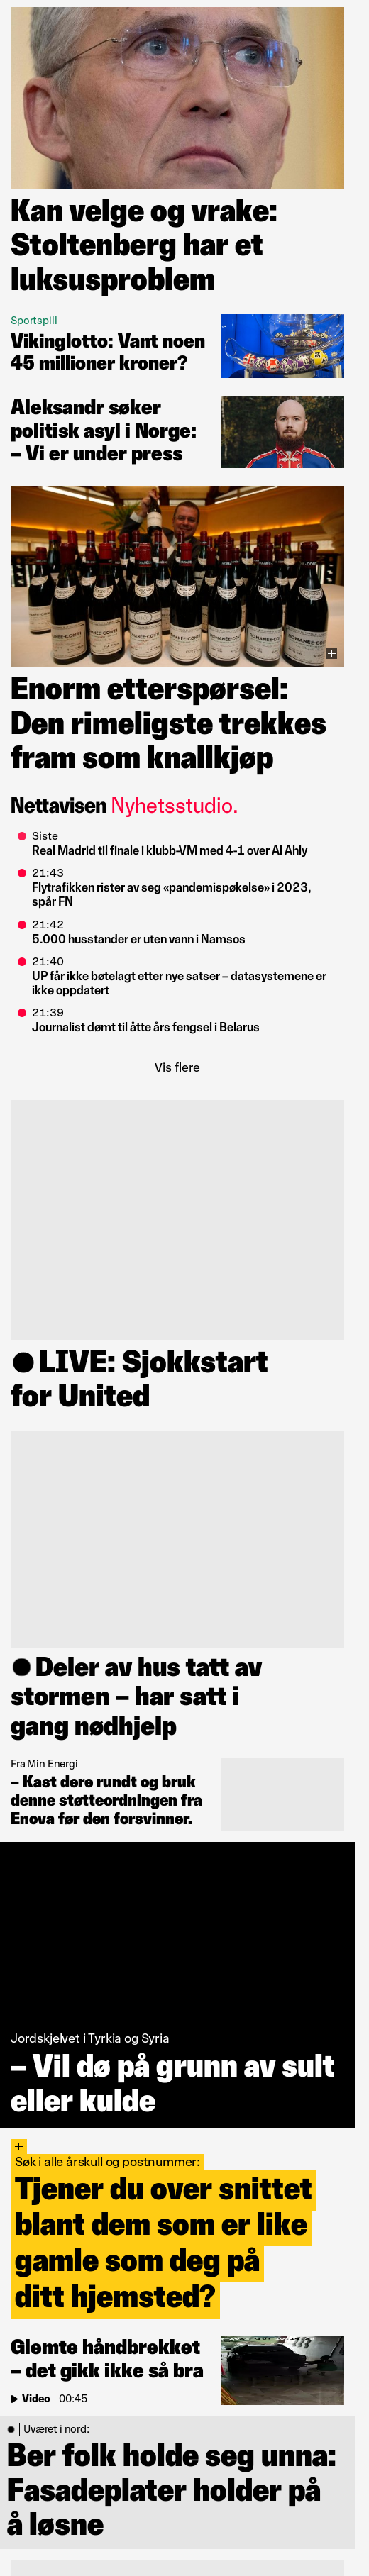 Kan velge og vrake:
Stoltenberg har et
luksusproblem
Sportspill
Vikinglotto: Vant noen
45 millioner kroner?
Aleksandr søker
politisk asyl i Norge:
– Vi er under press
Enorm etterspørsel:
Den rimeligste trekkes
fram som knallkjøp
Nettavisen Nyhetsstudio.
Siste
Real Madrid til finale i klubb-VM med 4-1 over Al Ahly
21:43
Flytrafikken rister av seg «pandemispøkelse» i 2023,
spår FN
21:42
5.000 husstander er uten vann i Namsos
21:40
UP får ikke bøtelagt etter nye satser – datasystemene er
ikke oppdatert
21:39
Journalist dømt til åtte års fengsel i Belarus
Vis flere
LIVE: Sjokkstart
for United
Deler av hus tatt av
stormen – har satt i
gang nødhjelp
Fra Min Energi
– Kast dere rundt og bruk
denne støtteordningen fra
Enova før den forsvinner.
Jordskjelvet i Tyrkia og Syria
– Vil dø på grunn av sult
eller kulde
+
Søk i alle årskull og postnummer:
Tjener du over snittet
blant dem som er like
gamle som deg på
ditt hjemsted?
Glemte håndbrekket
– det gikk ikke så bra
Video | 00:45
Uværet i nord:
Ber folk holde seg unna:
Fasadeplater holder på
å løsne